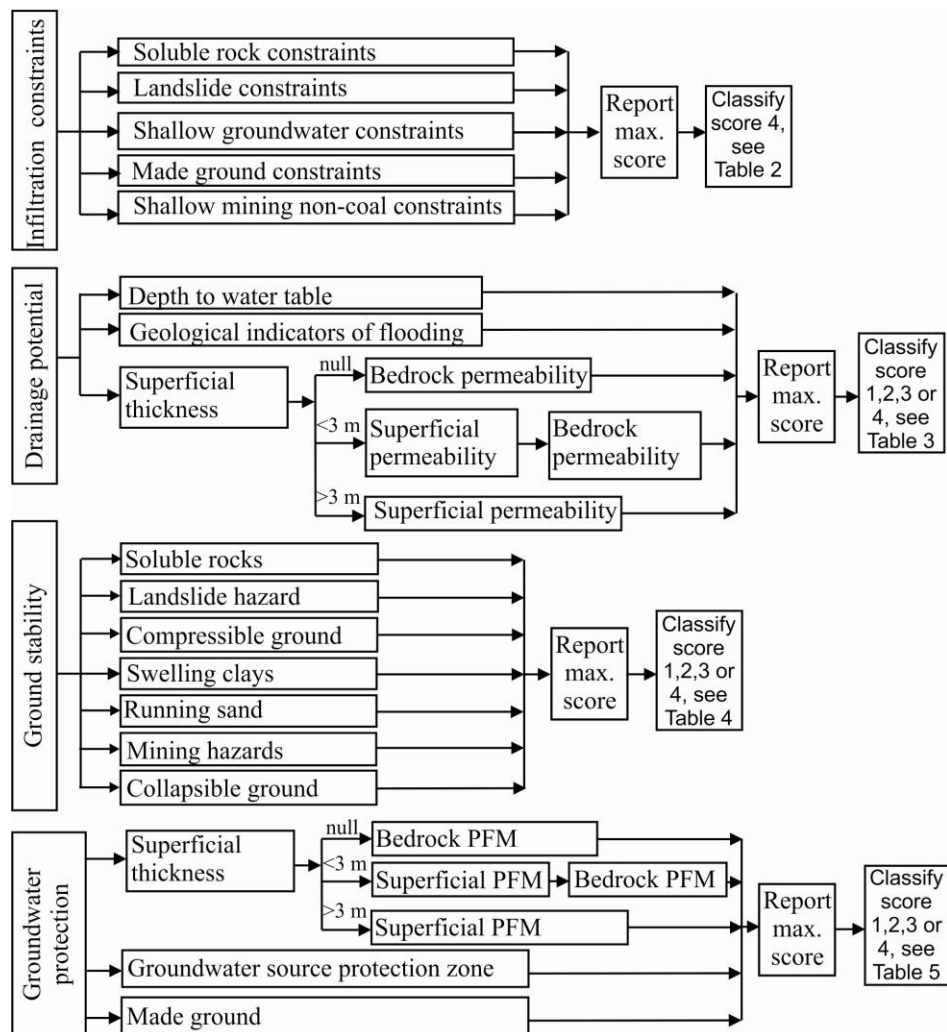 Infiltration constraints
Soluble rock constraints
Landslide constraints
Shallow groundwater constraints
Made ground constraints
Shallow mining non-coal constraints
Report
max.
score
Classify
score 4,
see
Table 2
Drainage potential
Depth to water table
Geological indicators of flooding
Superficial
thickness
null
Bedrock permeability
<3 m
Superficial
permeability
Bedrock
permeability
>3 m
Superficial permeability
Report
max.
score
Classify
score
1,2,3 or
4, see
Table 3
Ground stability
Soluble rocks
Landslide hazard
Compressible ground
Swelling clays
Running sand
Mining hazards
Collapsible ground
Report
max.
score
Classify
score
1,2,3 or
4, see
Table 4
Groundwater
protection
Superficial
thickness
null
Bedrock PFM
<3 m
Superficial PFM
Bedrock PFM
>3 m
Superficial PFM
Groundwater source protection zone
Made ground
Report
max.
score
Classify
score
1,2,3 or
4, see
Table 5